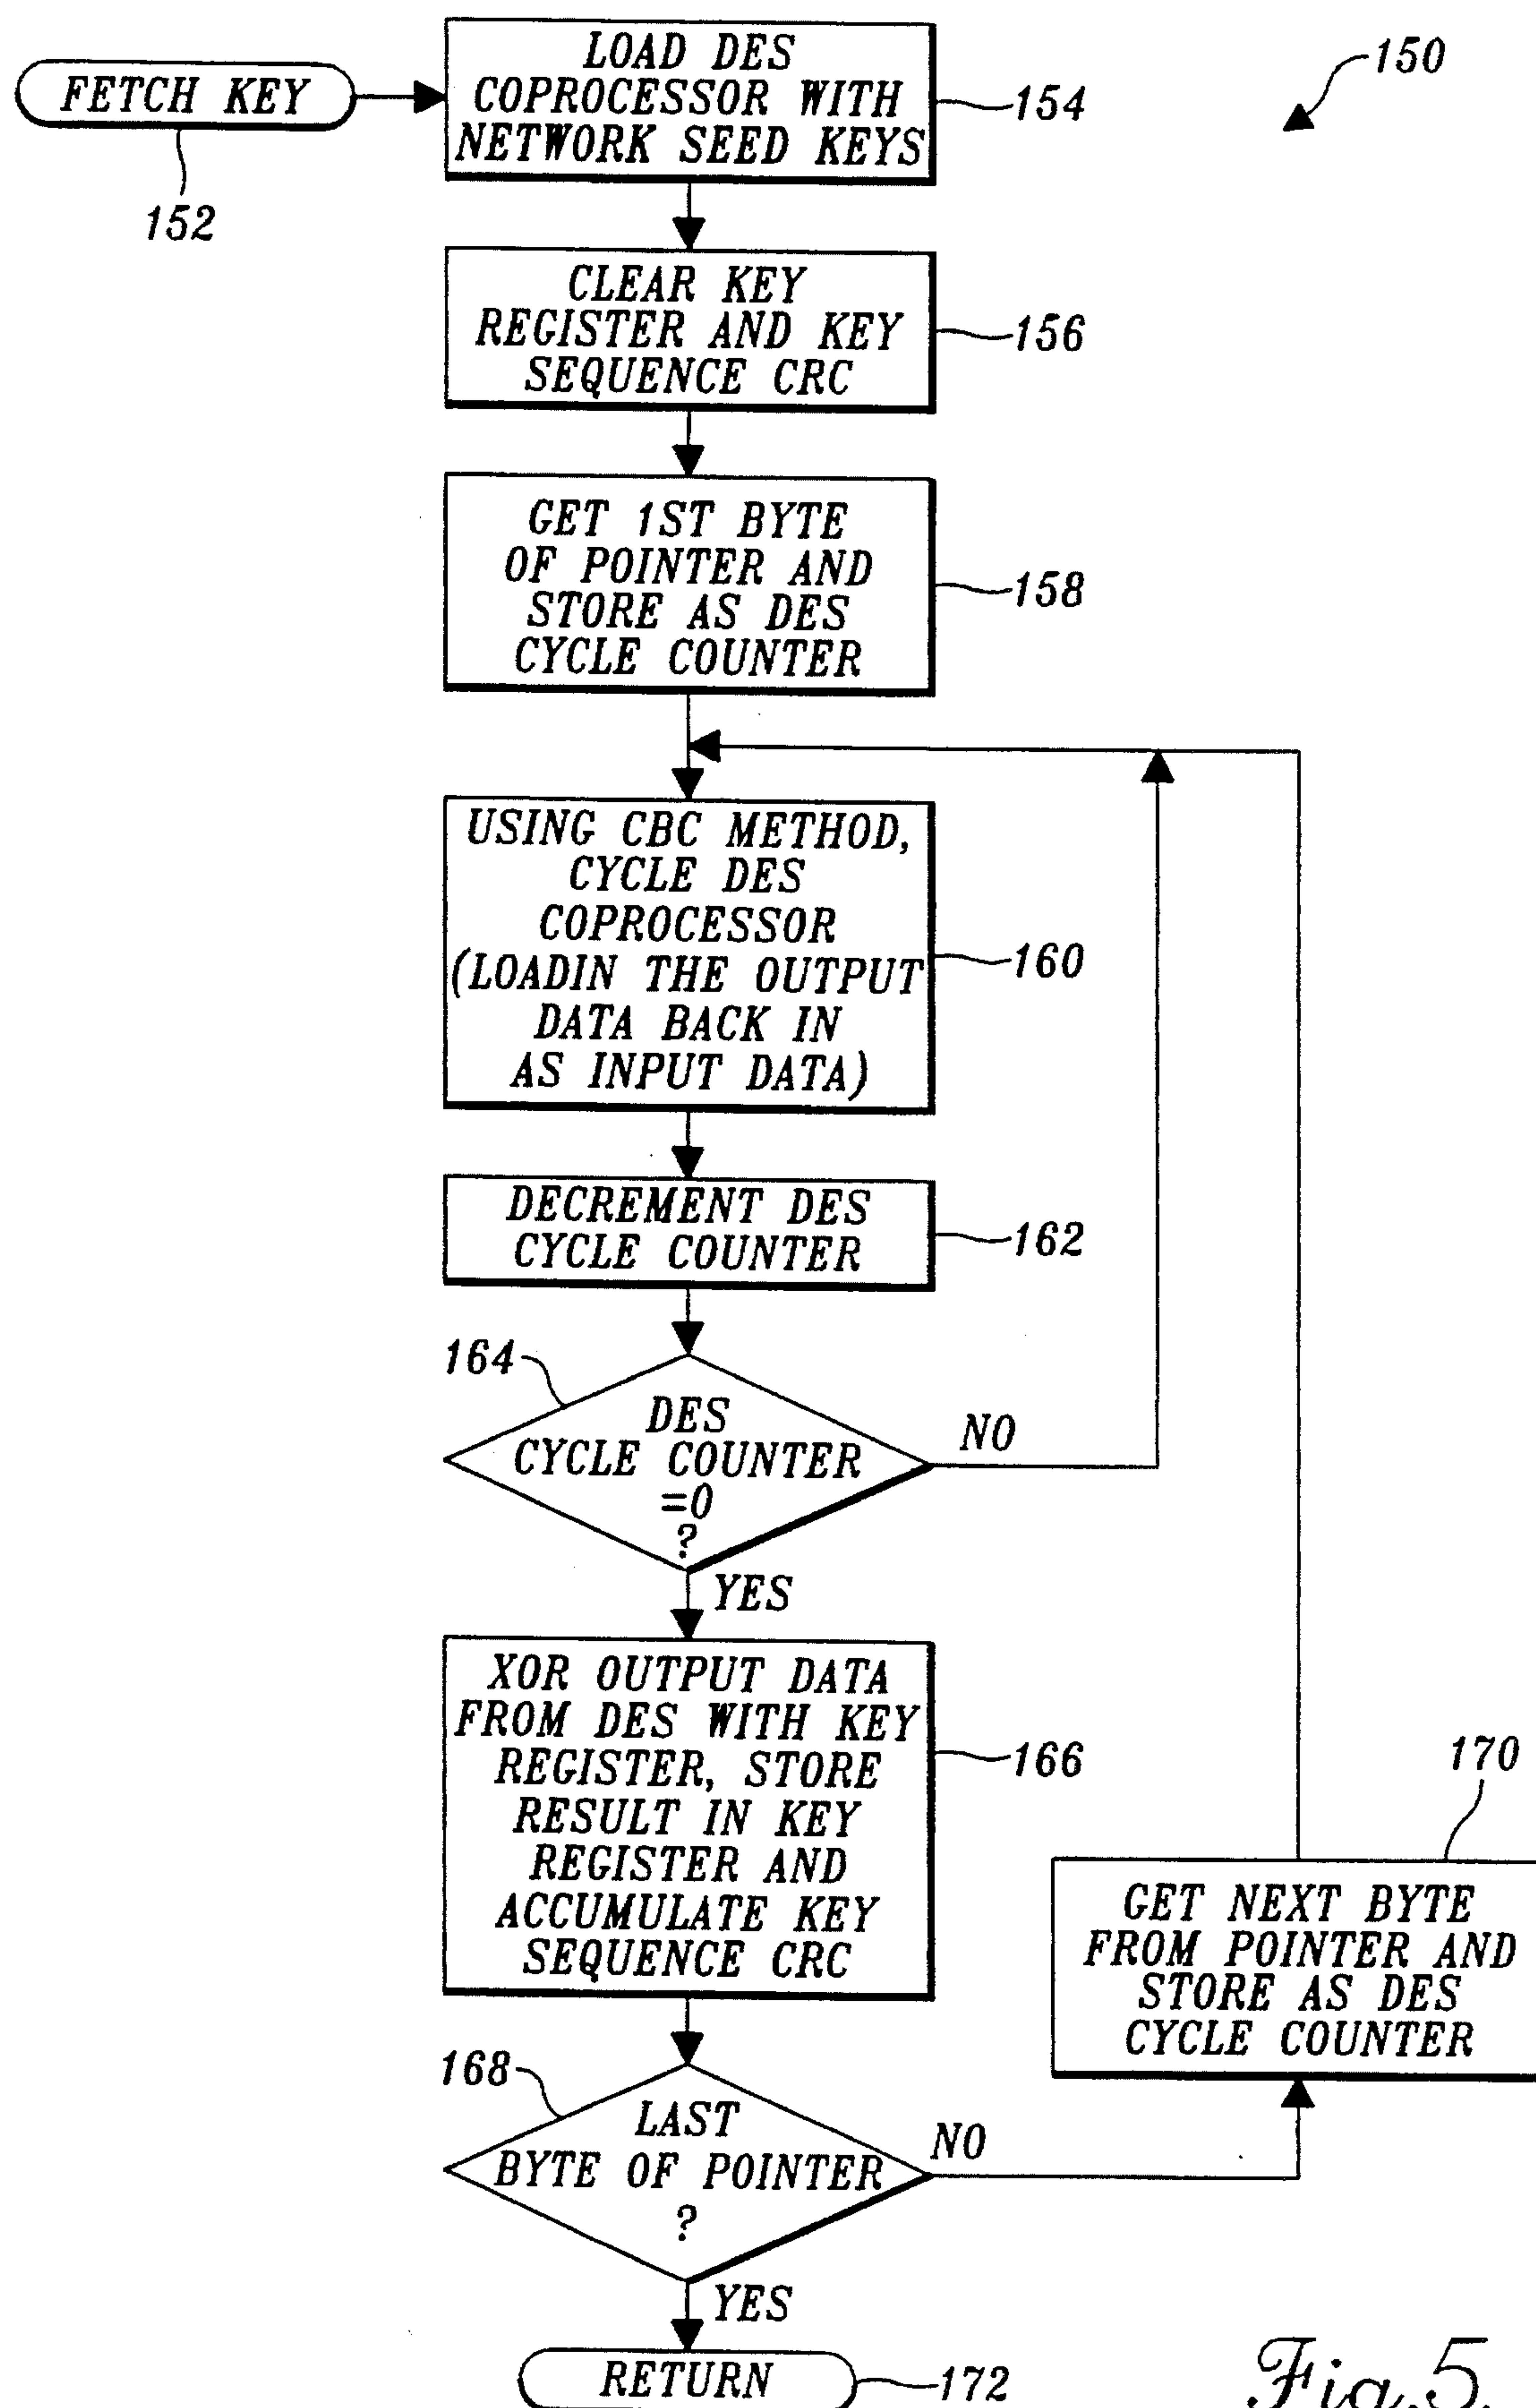 FETCH KEY
152
LOAD DES
COPROCESSOR WITH
NETWORK SEED KEYS
154
150
CLEAR KEY
REGISTER AND KEY
SEQUENCE CRC
156
GET 1ST BYTE
OF POINTER AND
STORE AS DES
CYCLE COUNTER
158
USING CBC METHOD,
CYCLE DES
COPROCESSOR
(LOADIN THE OUTPUT
DATA BACK IN
AS INPUT DATA)
160
DECREMENT DES
CYCLE COUNTER
162
164
DES
CYCLE COUNTER
=0
?
NO
YES
XOR OUTPUT DATA
FROM DES WITH KEY
REGISTER, STORE
RESULT IN KEY
REGISTER AND
ACCUMULATE KEY
SEQUENCE CRC
166
170
GET NEXT BYTE
FROM POINTER AND
STORE AS DES
CYCLE COUNTER
168
LAST
BYTE OF POINTER
?
NO
YES
RETURN
172
Fig. 5.